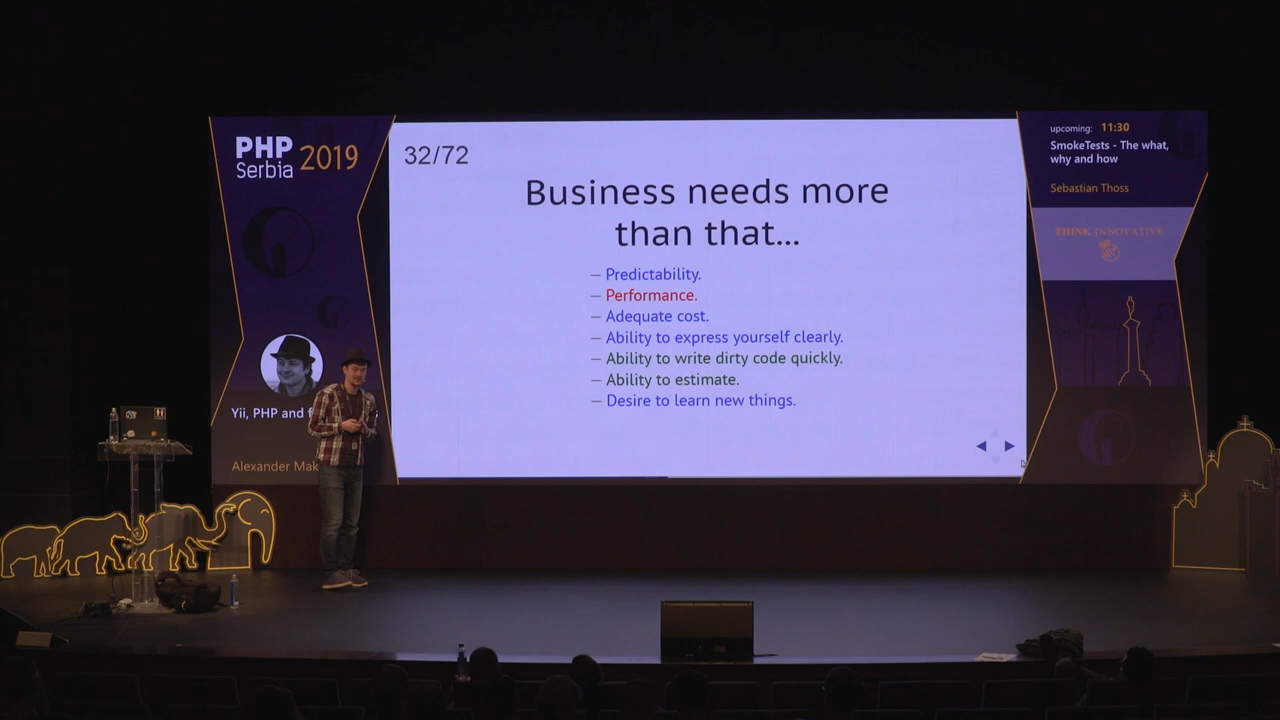 PHP
Serbia 2019
Yii, PHP and
Alexander Mak
32/72
Business needs more
than that...
– Predictability.
– Performance.
– Adequate cost.
– Ability to express yourself clearly.
– Ability to write dirty code quickly.
– Ability to estimate.
– Desire to learn new things.
upcoming: 11:30
SmokeTests - The what,
why and how
Sebastian Thoss
THINK INNOVATIVE